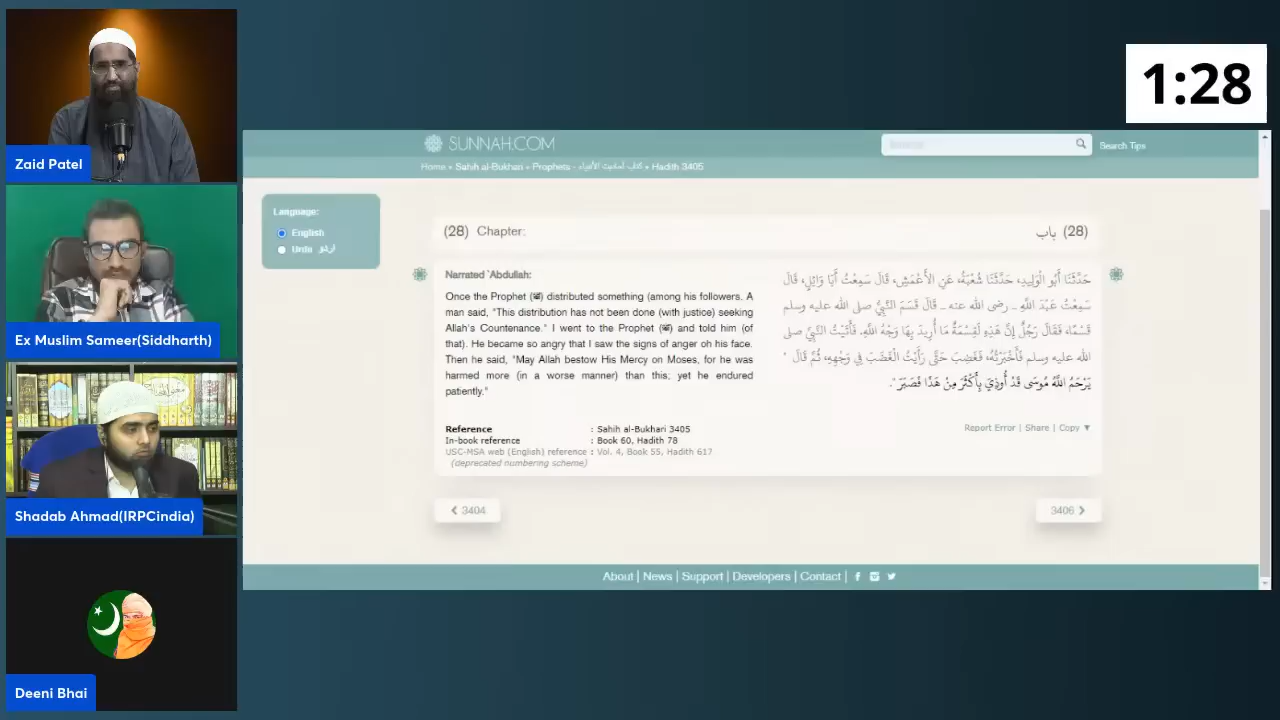 1:28
Zaid Patel
Ex Muslim Sameer(Siddharth)
Shadab Ahmad(IRPCindia)
Deeni Bhai
SUNNAH.COM
Search Tips
Home » Sahih al-Bukhari » Prophets - كتاب أحاديث الأنبياء » Hadith 3405
Language:
English
Urdu اردو
(28) Chapter:
(28) باب
Narrated `Abdullah:
Once the Prophet (ﷺ) distributed something (among his followers. A
man said, "This distribution has not been done (with justice) seeking
Allah's Countenance." I went to the Prophet (ﷺ) and told him (of
that). He became so angry that I saw the signs of anger oh his face.
Then he said, "May Allah bestow His Mercy on Moses, for he was
harmed more (in a worse manner) than this; yet he endured
patiently."
حَدَّثَنَا أَبُو الْوَلِيدِ، حَدَّثَنَا شُعْبَةُ، عَنِ الأَعْمَشِ، قَالَ سَمِعْتُ أَبَا وَائِلٍ، قَالَ
سَمِعْتُ عَبْدَ اللَّهِ ـ رضى الله عنه ـ قَالَ قَسَمَ النَّبِيُّ صلى الله عليه وسلم
قَسْمًا، فَقَالَ رَجُلٌ إِنَّ هَذِهِ لَقِسْمَةٌ مَا أُرِيدَ بِهَا وَجْهُ اللَّهِ‏.‏ فَأَتَيْتُ النَّبِيَّ صلى
الله عليه وسلم فَأَخْبَرْتُهُ، فَغَضِبَ حَتَّى رَأَيْتُ الْغَضَبَ فِي وَجْهِهِ، ثُمَّ قَالَ ‏"‏
يَرْحَمُ اللَّهُ مُوسَى قَدْ أُوذِيَ بِأَكْثَرَ مِنْ هَذَا فَصَبَرَ ‏"‏‏.‏
Reference : Sahih al-Bukhari 3405
In-book reference : Book 60, Hadith 78
USC-MSA web (English) reference : Vol. 4, Book 55, Hadith 617
(deprecated numbering scheme)
Report Error | Share | Copy ▼
3404
3406
About | News | Support | Developers | Contact |